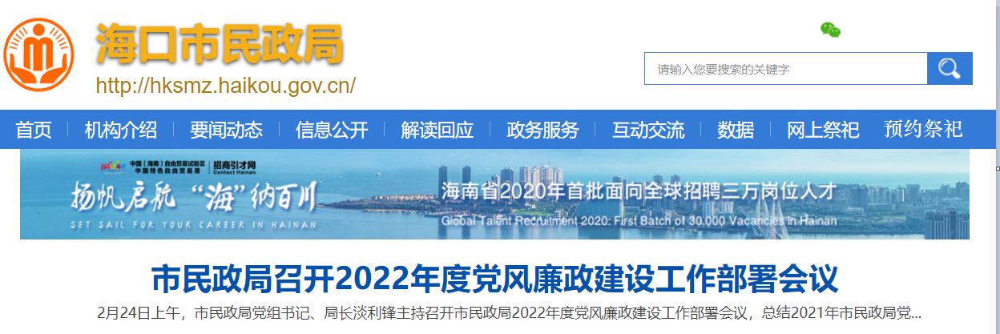 海口市民政局
http://hksmz.haikou.gov.cn/
请输入您要搜索的关键字
首页 机构介绍 要闻动态 信息公开 解读回应 政务服务 互动交流 数据 网上祭祀 预约祭祀
中国（海南）自由贸易试验区
中国特色自由贸易港
招商引才网
Contact Hainan
扬帆启航 “海”纳百川
SET SAIL FOR YOUR CAREER IN HAINAN
海南省2020年首批面向全球招聘三万岗位人才
Global Talent Recruitment 2020: First Batch of 30,000 Vacancies in Hainan
市民政局召开2022年度党风廉政建设工作部署会议
2月24日上午，市民政局党组书记、局长淡利锋主持召开市民政局2022年度党风廉政建设工作部署会议，总结2021年市民政局党...